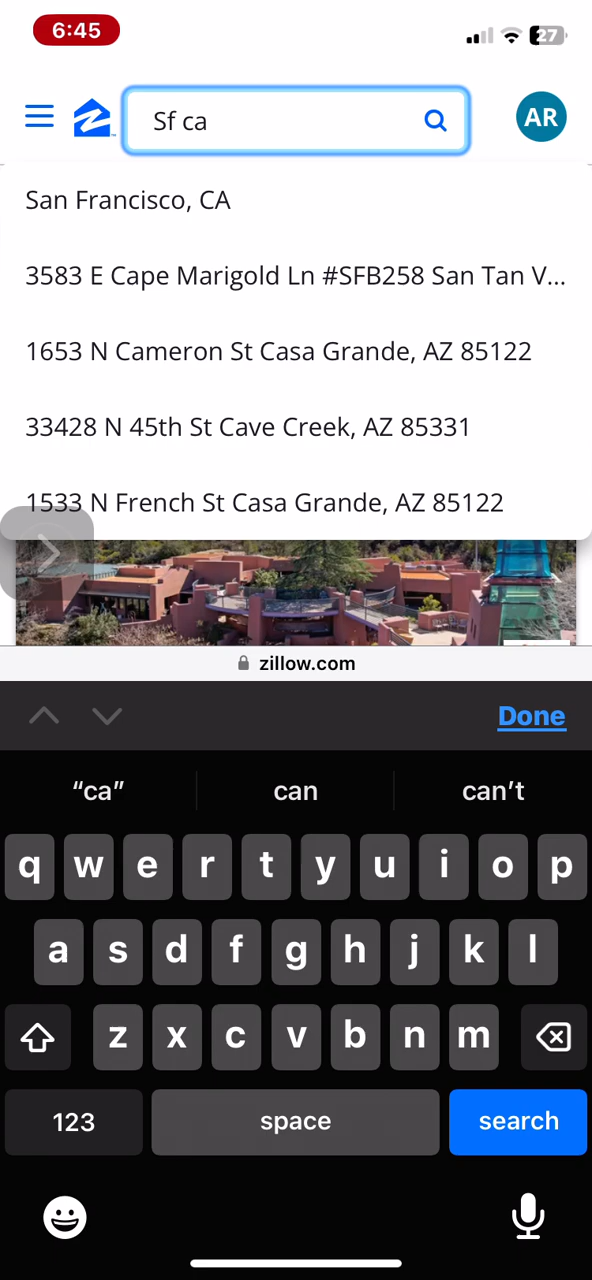 6:45
27
Sf ca
AR
San Francisco, CA
3583 E Cape Marigold Ln #SFB258 San Tan V...
1653 N Cameron St Casa Grande, AZ 85122
33428 N 45th St Cave Creek, AZ 85331
1533 N French St Casa Grande, AZ 85122
zillow.com
Done
“ca” can can’t
q w e r t y u i o p
a s d f g h j k l
z x c v b n m
123 space search